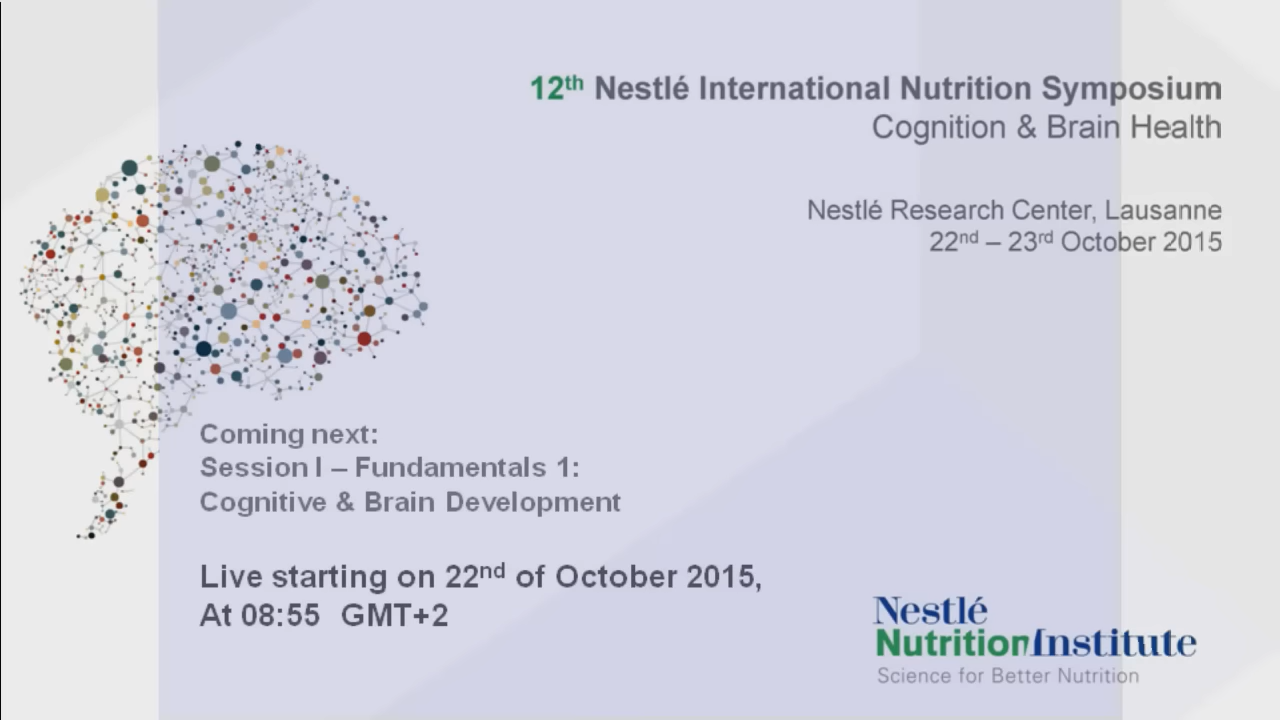 12th Nestlé International Nutrition Symposium
Cognition & Brain Health
Nestlé Research Center, Lausanne
22nd – 23rd October 2015
Coming next:
Session I – Fundamentals 1:
Cognitive & Brain Development
Live starting on 22nd of October 2015,
At 08:55 GMT+2
Nestlé
NutritionInstitute
Science for Better Nutrition